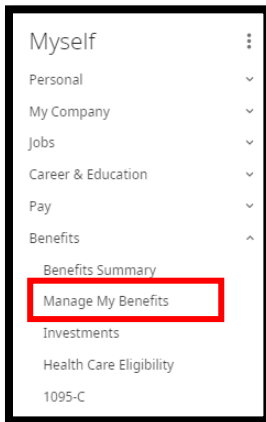 Myself
Personal
My Company
Jobs
Career & Education
Pay
Benefits
Benefits Summary
Manage My Benefits
Investments
Health Care Eligibility
1095-C